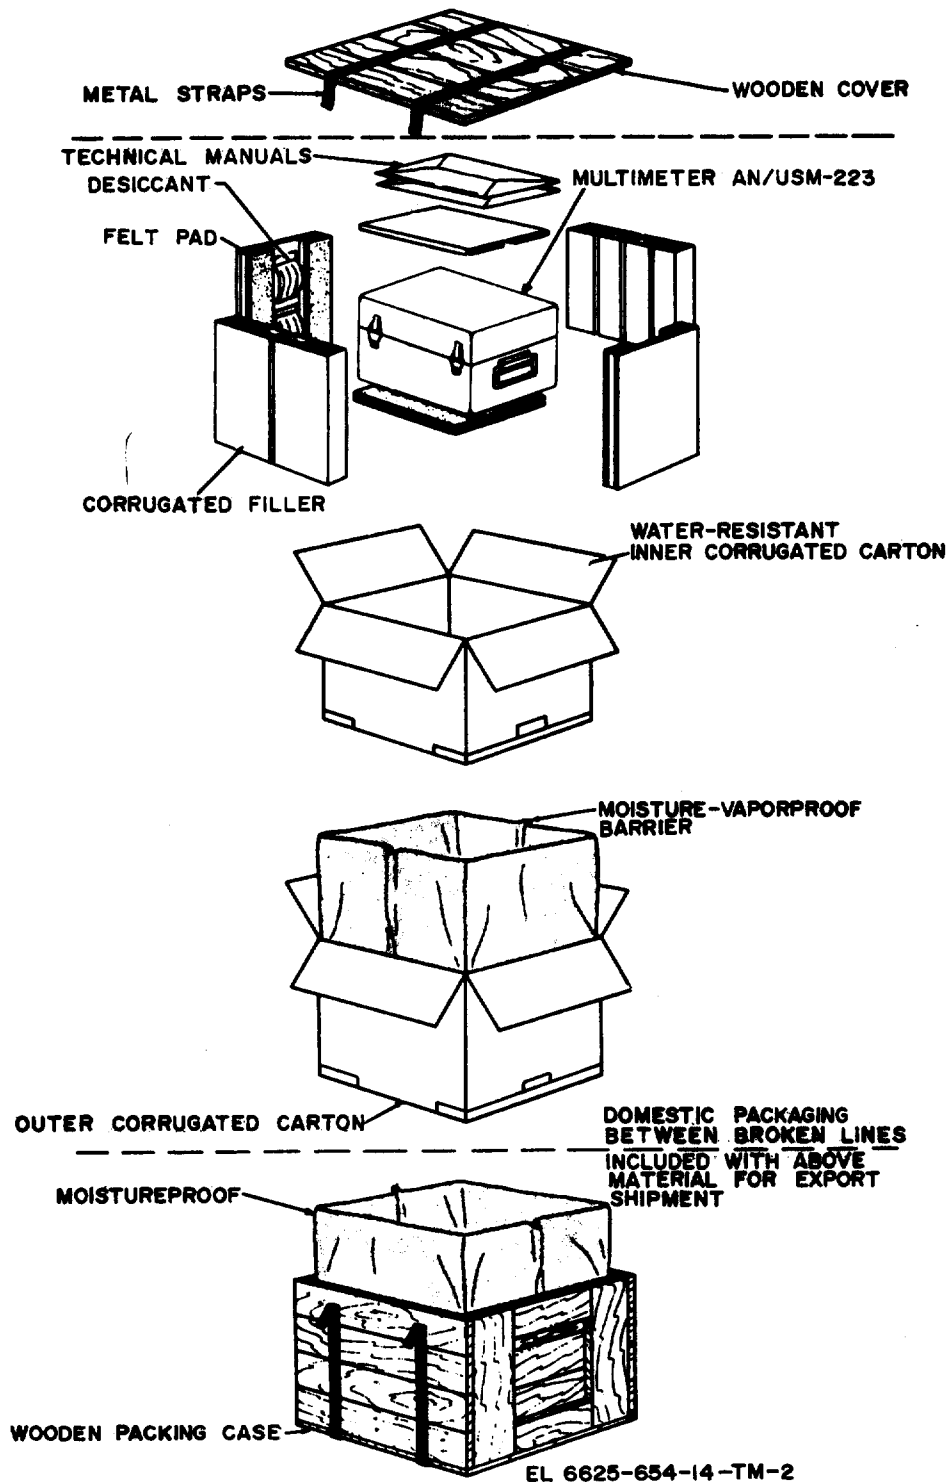 METAL STRAPS
WOODEN COVER
TECHNICAL MANUALS
DESICCANT
MULTIMETER AN/USM-223
FELT PAD
CORRUGATED FILLER
WATER-RESISTANT
INNER CORRUGATED CARTON
MOISTURE-VAPORPROOF
BARRIER
OUTER CORRUGATED CARTON
DOMESTIC PACKAGING
BETWEEN BROKEN LINES
INCLUDED WITH ABOVE
MATERIAL FOR EXPORT
SHIPMENT
MOISTUREPROOF
WOODEN PACKING CASE
EL 6625-654-14-TM-2